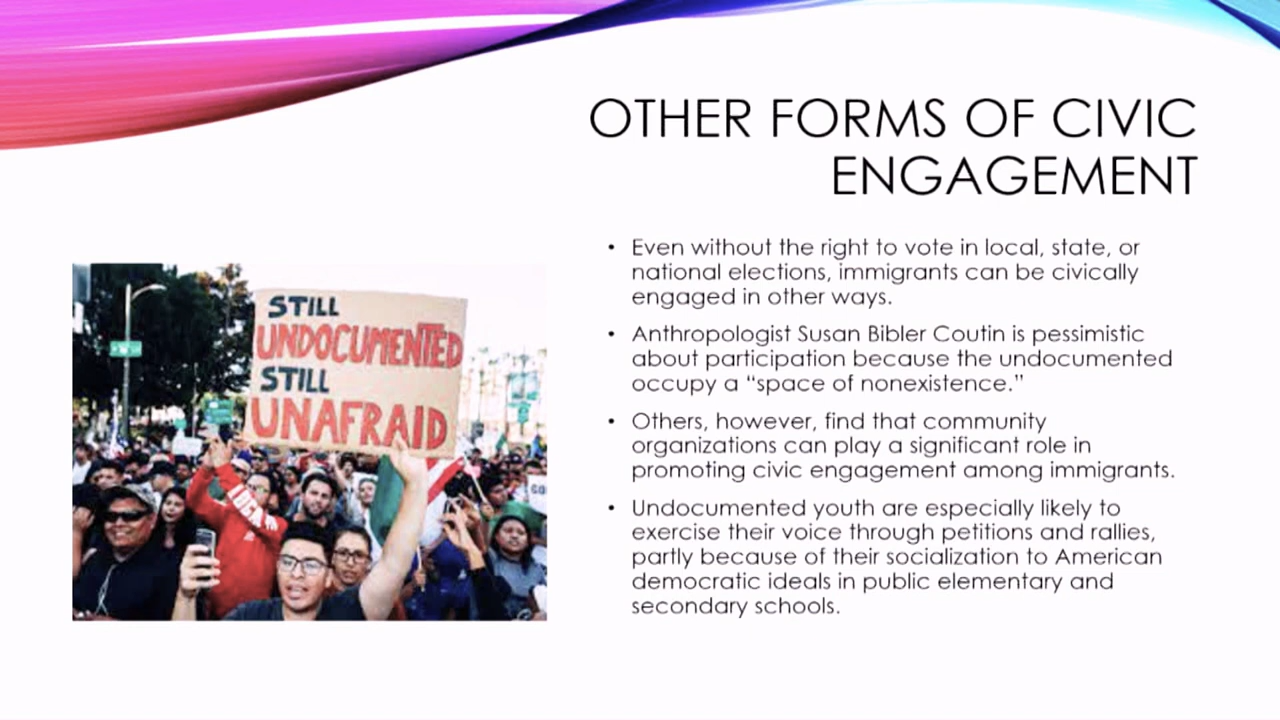 OTHER FORMS OF CIVIC
ENGAGEMENT
• Even without the right to vote in local, state, or
national elections, immigrants can be civically
engaged in other ways.
• Anthropologist Susan Bibler Coutin is pessimistic
about participation because the undocumented
occupy a “space of nonexistence.”
• Others, however, find that community
organizations can play a significant role in
promoting civic engagement among immigrants.
• Undocumented youth are especially likely to
exercise their voice through petitions and rallies,
partly because of their socialization to American
democratic ideals in public elementary and
secondary schools.
STILL
UNDOCUMENTED
STILL
UNAFRAID